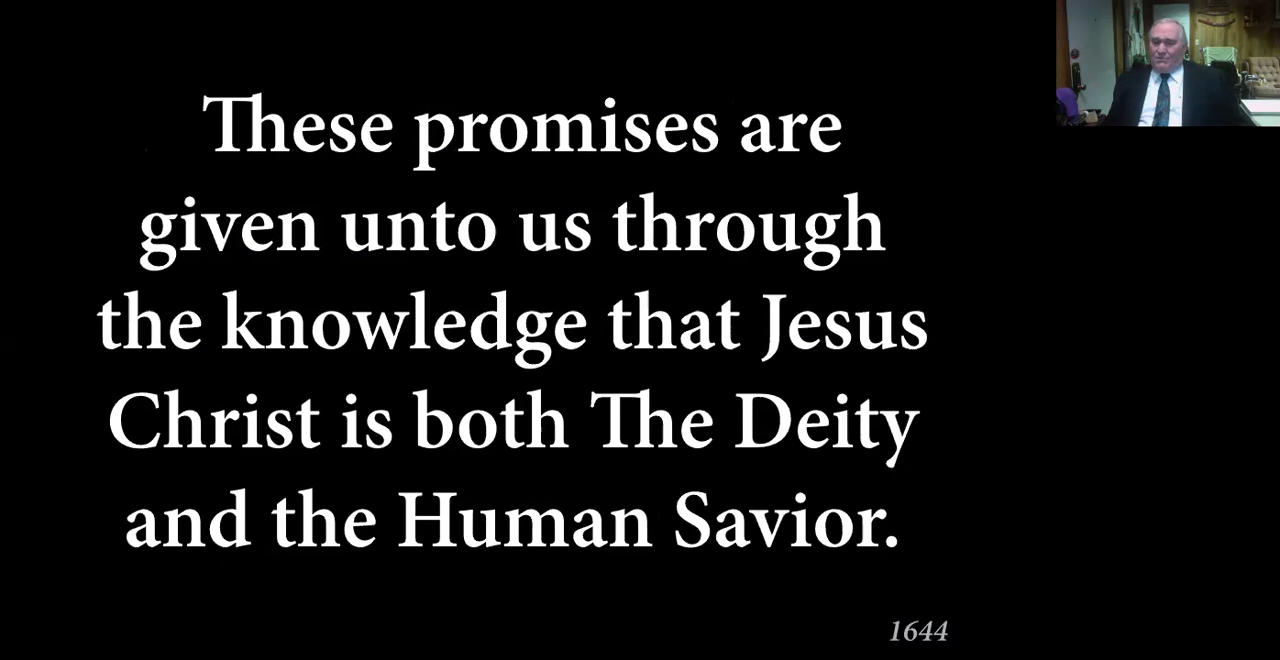 These promises are
given unto us through
the knowledge that Jesus
Christ is both The Deity
and the Human Savior.
1644